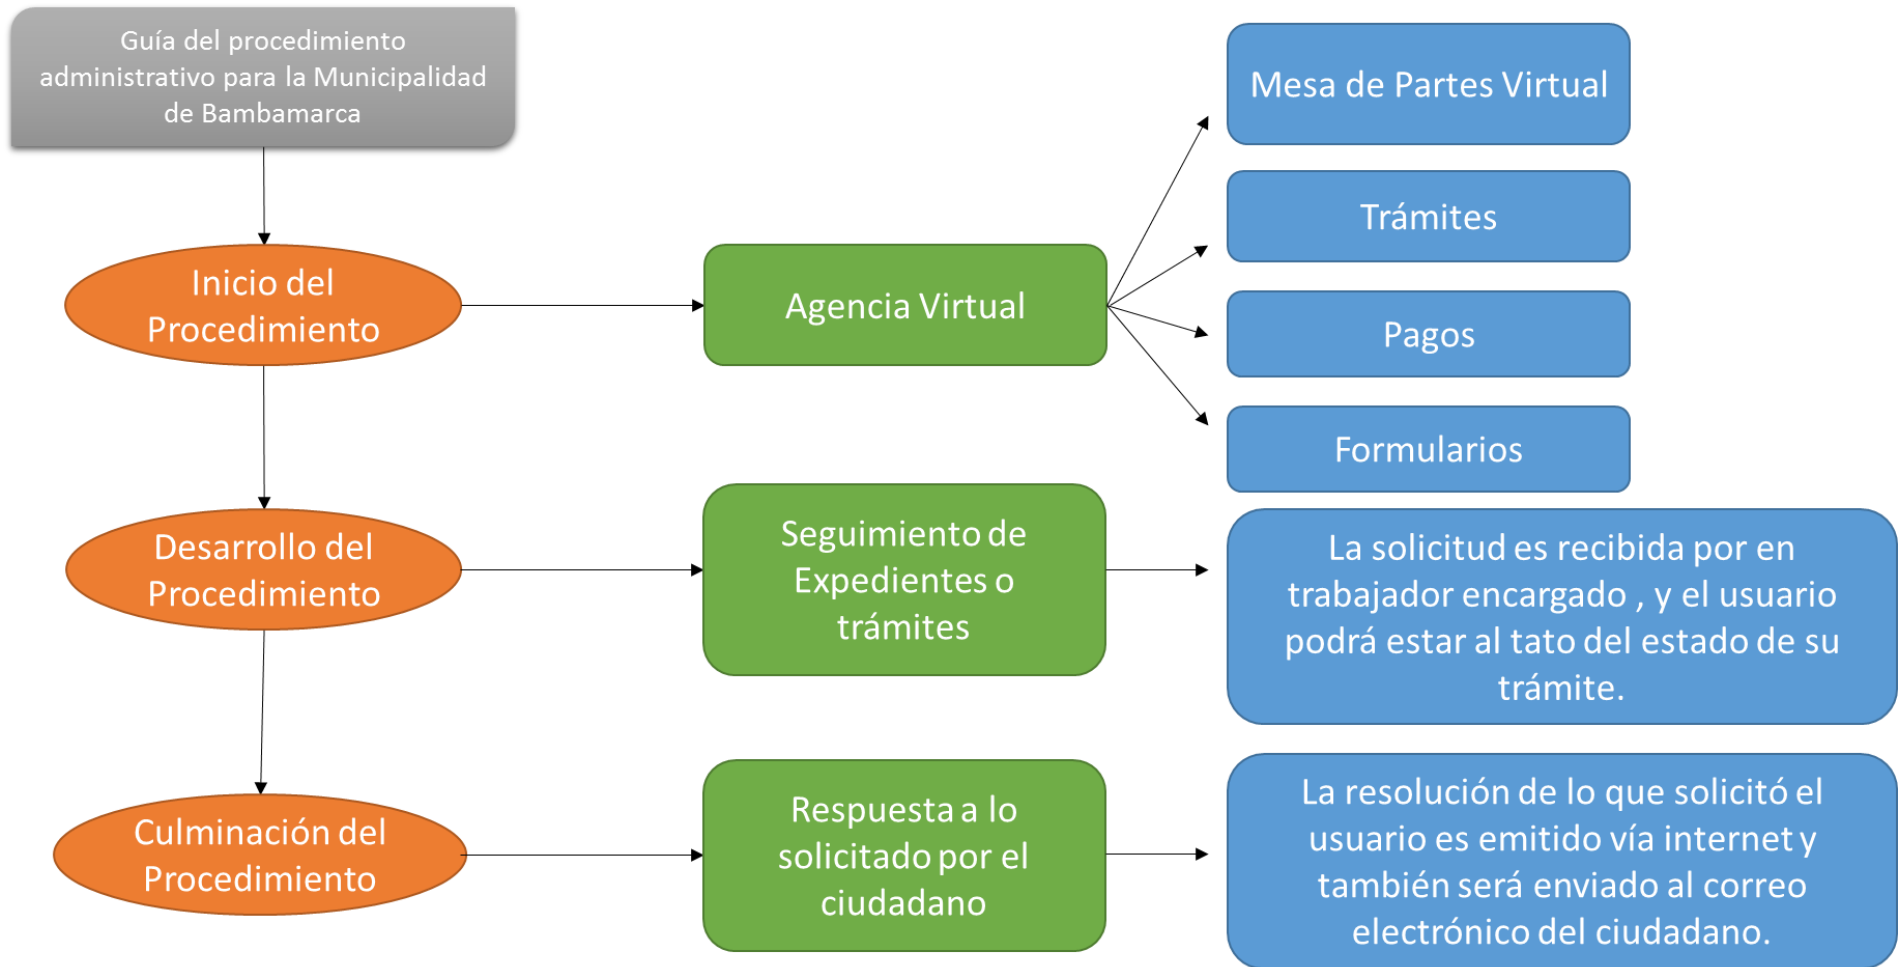 Guía del procedimiento
administrativo para la Municipalidad
de Bambamarca
Inicio del
Procedimiento
Agencia Virtual
Mesa de Partes Virtual
Trámites
Pagos
Formularios
Desarrollo del
Procedimiento
Seguimiento de
Expedientes o
trámites
La solicitud es recibida por en
trabajador encargado , y el usuario
podrá estar al tato del estado de su
trámite.
Culminación del
Procedimiento
Respuesta a lo
solicitado por el
ciudadano
La resolución de lo que solicitó el
usuario es emitido vía internet y
también será enviado al correo
electrónico del ciudadano.